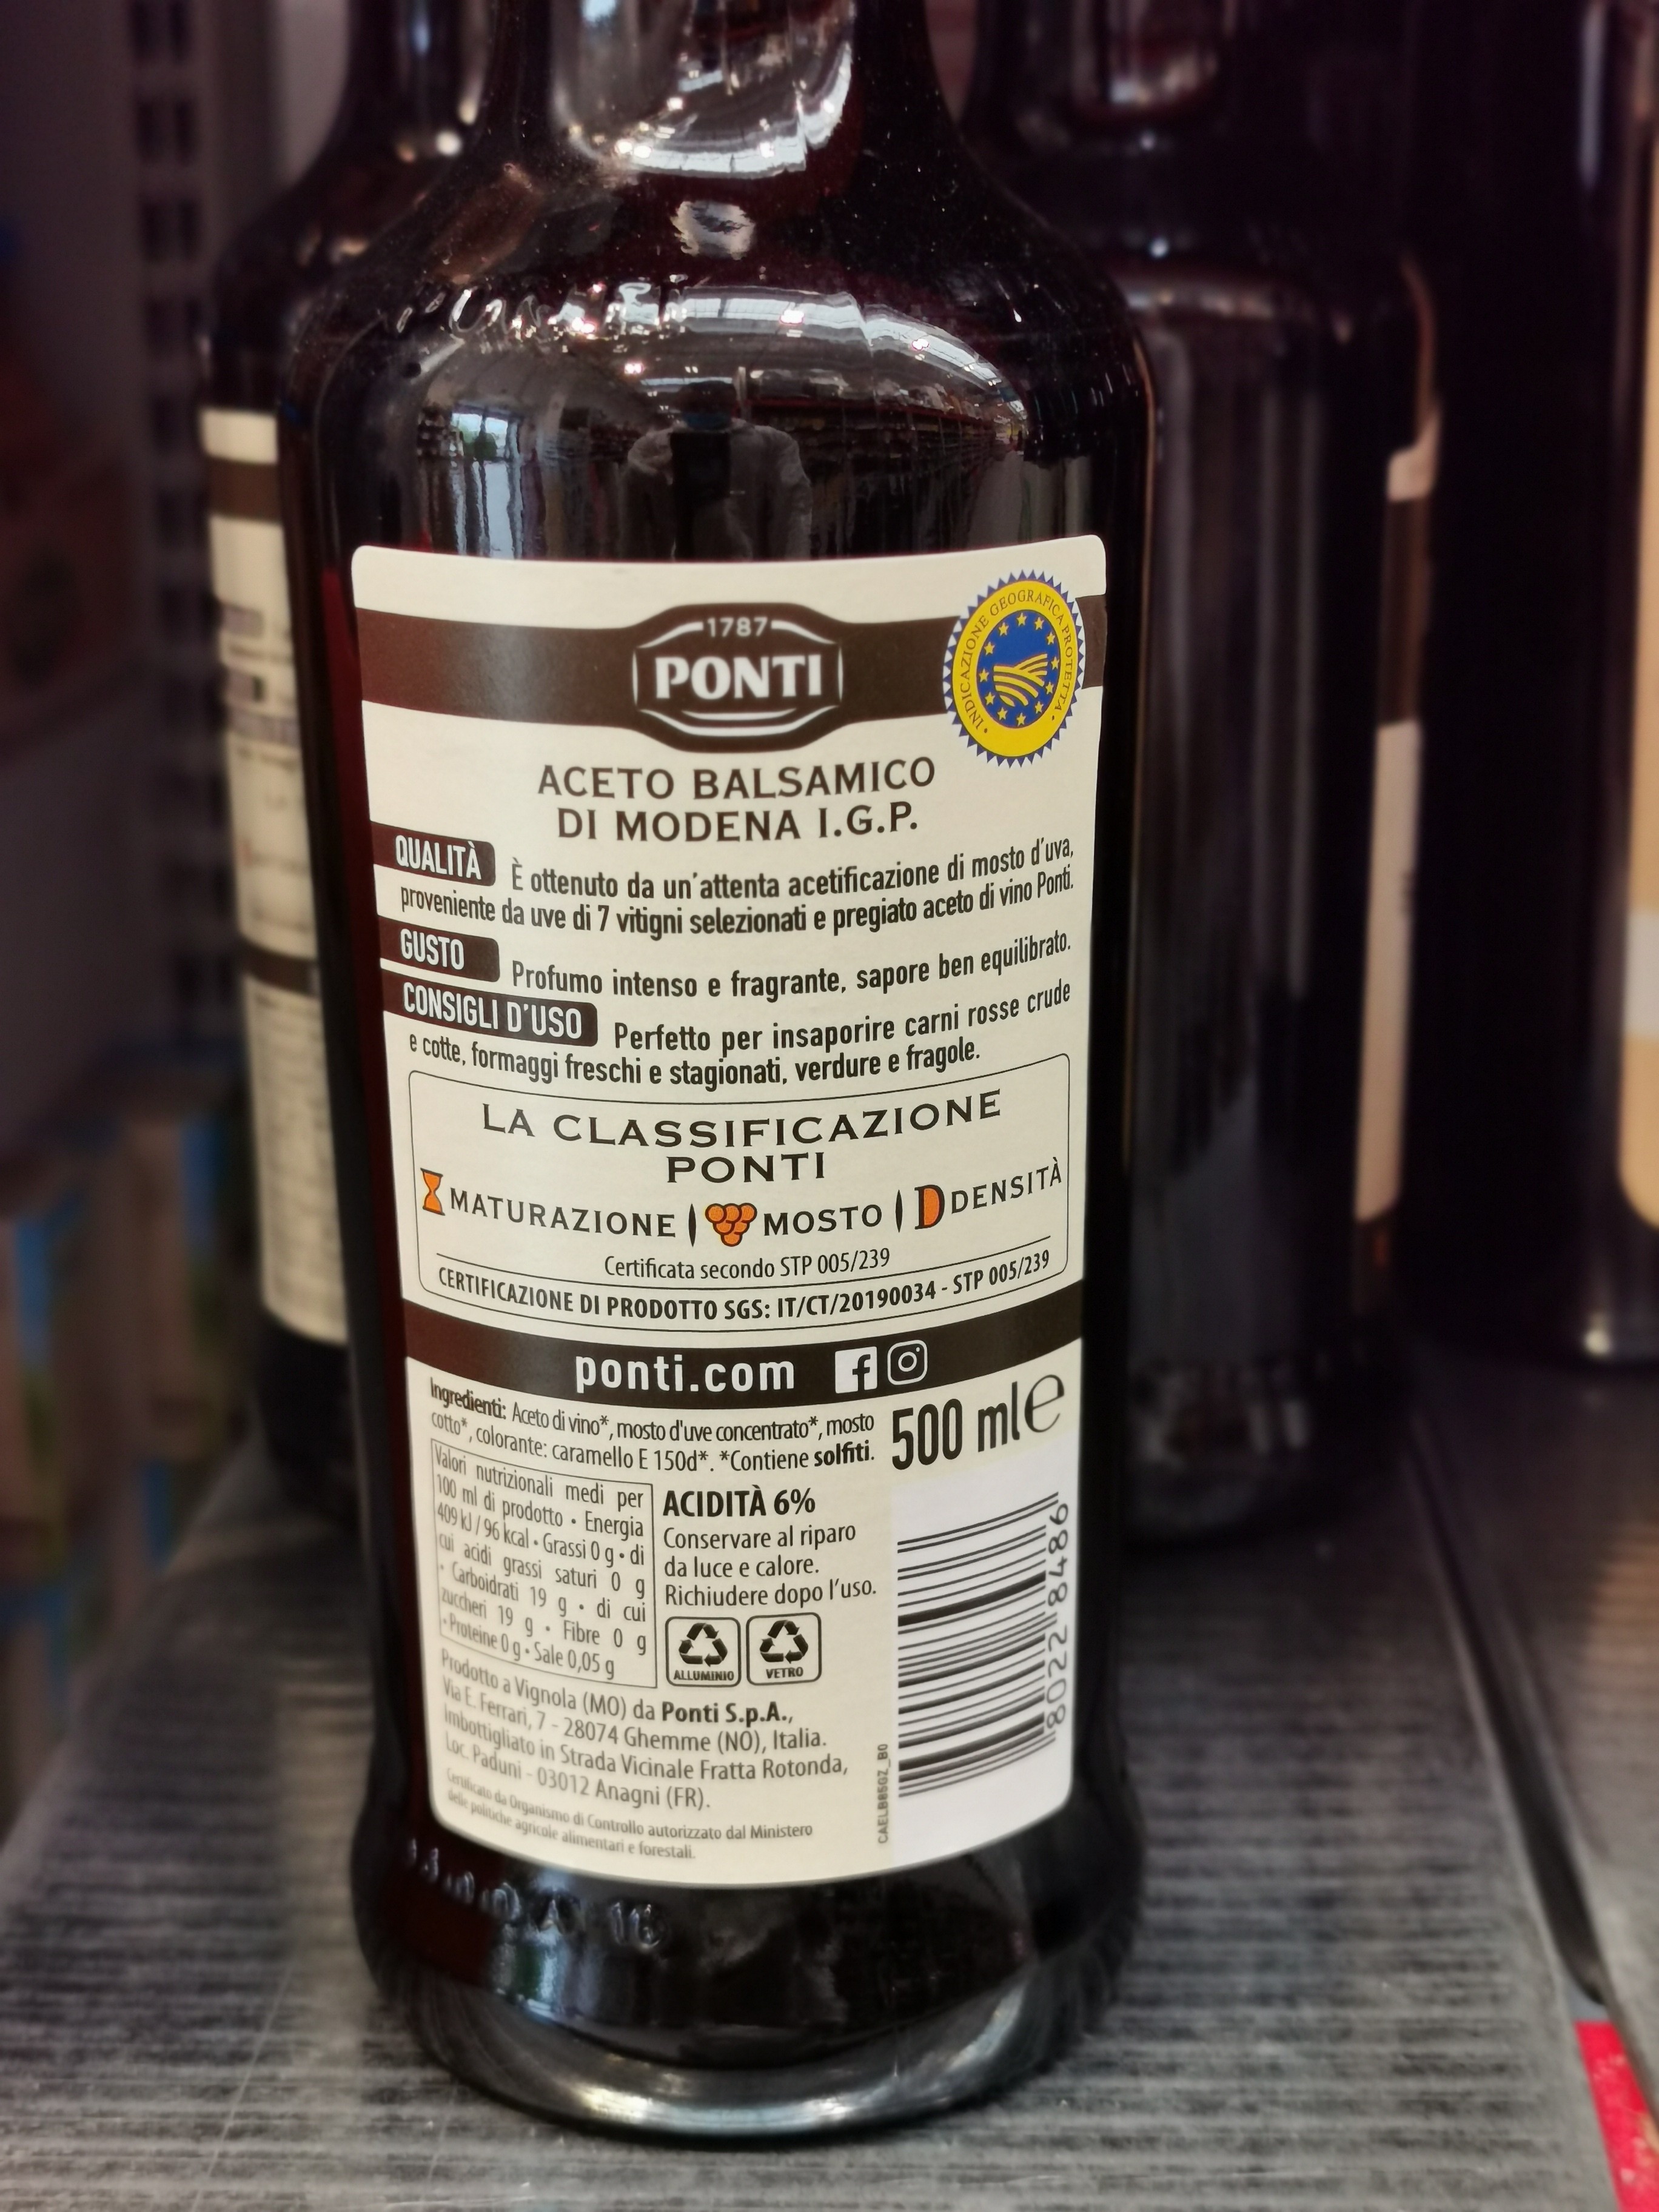 1787
PONTI
INDICAZIONE GEOGRAFICA PROTETTA
ACETO BALSAMICO
DI MODENA I.G.P.
QUALITÀ È ottenuto da un'attenta acetificazione di mosto d'uva,
proveniente da uve di 7 vitigni selezionati e pregiato aceto di vino Ponti.
GUSTO Profumo intenso e fragrante, sapore ben equilibrato.
CONSIGLI D'USO Perfetto per insaporire carni rosse crude
e cotte, formaggi freschi e stagionati, verdure e fragole.
LA CLASSIFICAZIONE
PONTI
MATURAZIONE | MOSTO | D DENSITÀ
Certificata secondo STP 005/239
CERTIFICAZIONE DI PRODOTTO SGS: IT/CT/20190034 - STP 005/239
ponti.com
Ingredienti: Aceto di vino*, mosto d'uve concentrato*, mosto
cotto*, colorante: caramello E 150d*. *Contiene solfiti.
500 ml e
Valori nutrizionali medi per
100 ml di prodotto • Energia
409 kJ / 96 kcal • Grassi 0 g • di
cui acidi grassi saturi 0 g
• Carboidrati 19 g • di cui
zuccheri 19 g • Fibre 0 g
• Proteine 0 g • Sale 0,05 g
ACIDITÀ 6%
Conservare al riparo
da luce e calore.
Richiudere dopo l'uso.
ALLUMINIO
VETRO
Prodotto a Vignola (MO) da Ponti S.p.A.,
Via E. Ferrari, 7 - 28074 Ghemme (NO), Italia.
Imbottigliato in Strada Vicinale Fratta Rotonda,
Loc. Paduni - 03012 Anagni (FR).
Certificato da Organismo di Controllo autorizzato dal Ministero
delle politiche agricole alimentari e forestali.
CAELB850Z_B0
8022 8486